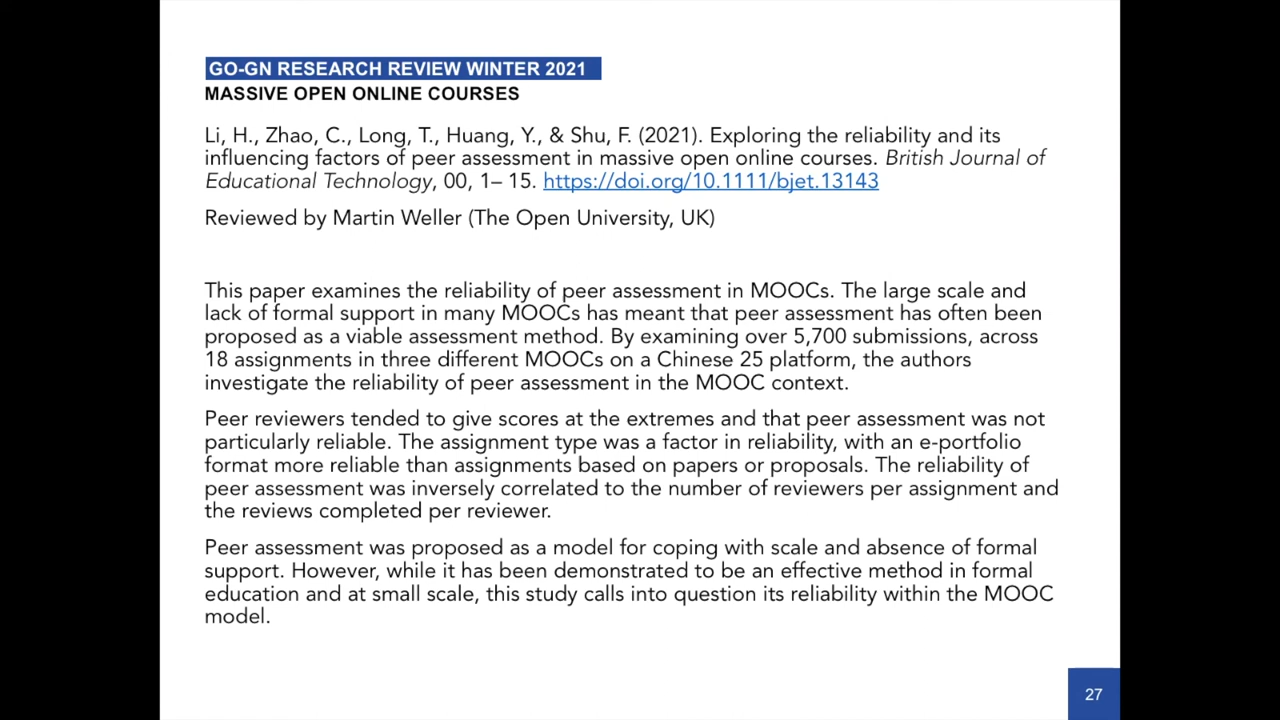 GO-GN RESEARCH REVIEW WINTER 2021
MASSIVE OPEN ONLINE COURSES
Li, H., Zhao, C., Long, T., Huang, Y., & Shu, F. (2021). Exploring the reliability and its
influencing factors of peer assessment in massive open online courses. British Journal of
Educational Technology, 00, 1– 15. https://doi.org/10.1111/bjet.13143
Reviewed by Martin Weller (The Open University, UK)
This paper examines the reliability of peer assessment in MOOCs. The large scale and
lack of formal support in many MOOCs has meant that peer assessment has often been
proposed as a viable assessment method. By examining over 5,700 submissions, across
18 assignments in three different MOOCs on a Chinese 25 platform, the authors
investigate the reliability of peer assessment in the MOOC context.
Peer reviewers tended to give scores at the extremes and that peer assessment was not
particularly reliable. The assignment type was a factor in reliability, with an e-portfolio
format more reliable than assignments based on papers or proposals. The reliability of
peer assessment was inversely correlated to the number of reviewers per assignment and
the reviews completed per reviewer.
Peer assessment was proposed as a model for coping with scale and absence of formal
support. However, while it has been demonstrated to be an effective method in formal
education and at small scale, this study calls into question its reliability within the MOOC
model.
27